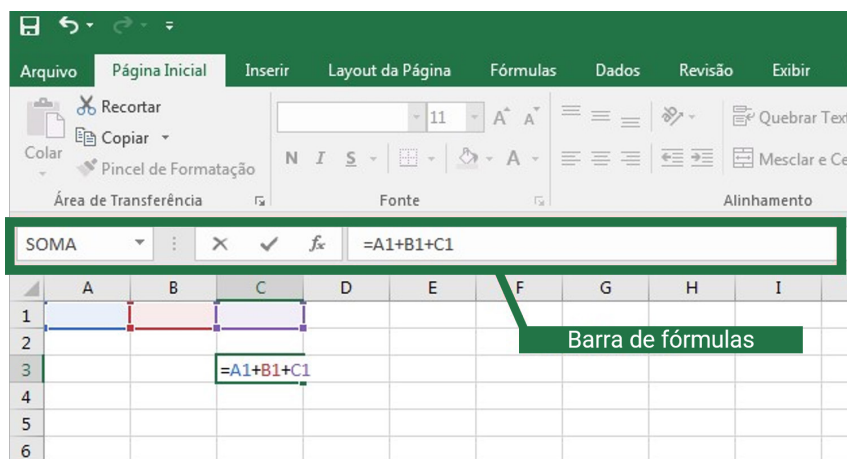 Arquivo Página Inicial Inserir Layout da Página Fórmulas Dados Revisão Exibir
Recortar
Copiar
Pincel de Formatação
Colar
Área de Transferência
11 A A
N I S A
Fonte
Quebrar Text
Mesclar e Ce
Alinhamento
SOMA fx =A1+B1+C1
A B C D E F G H I
1
2
Barra de fórmulas
3 =A1+B1+C1
4
5
6